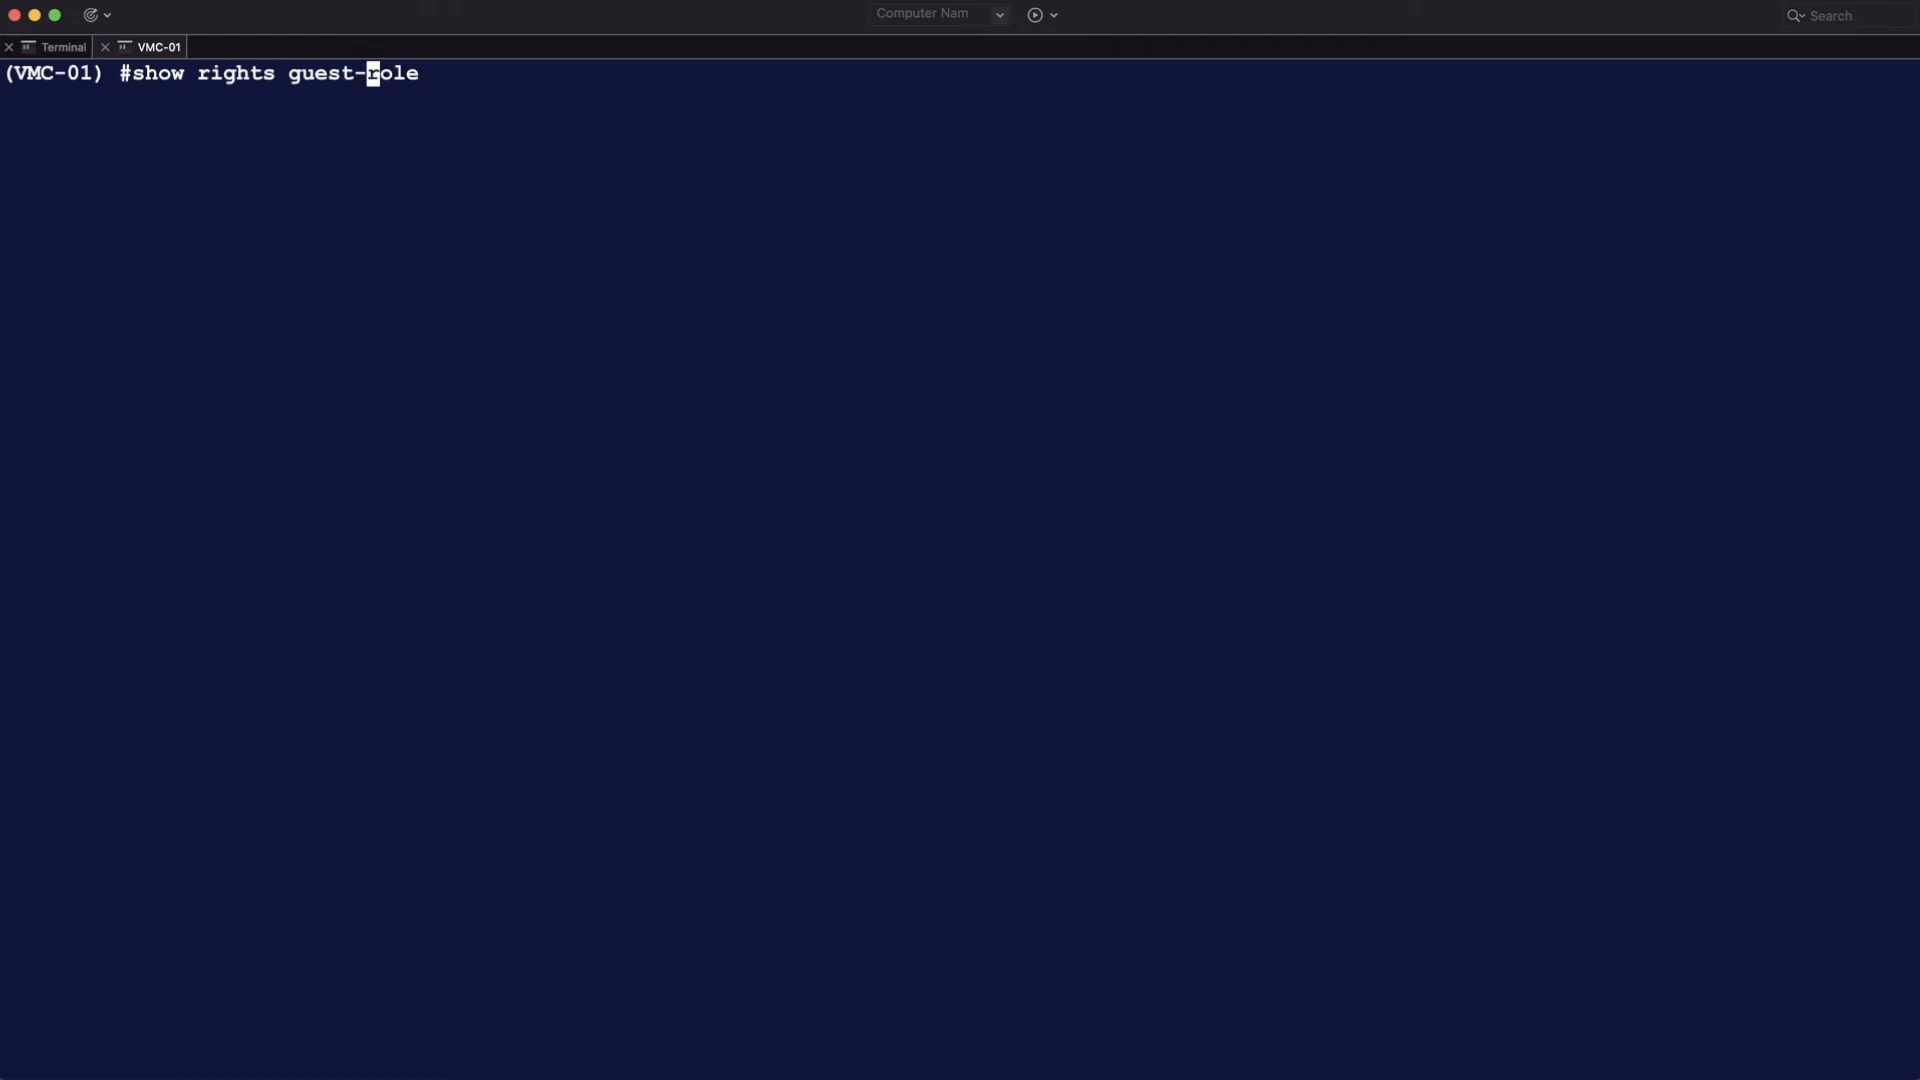 Computer Nam
Search
Terminal
VMC-01
(VMC-01) #show rights guest-role